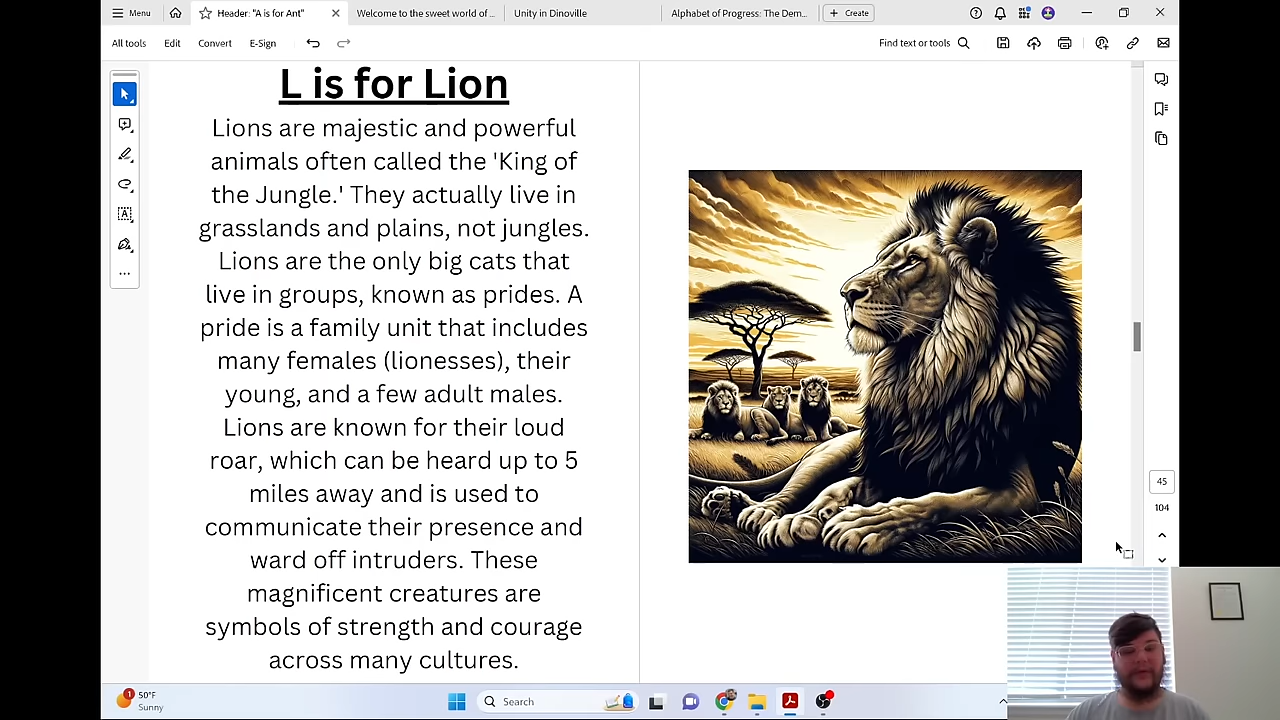 Menu
Header: "A is for Ant"
Welcome to the sweet world of ...
Unity in Enoville
Alphabet of Progress: The Dem...
Create
All tools
Edit
Convert
E-Sign
Find text or tools
L is for Lion
Lions are majestic and powerful
animals often called the 'King of
the Jungle.' They actually live in
grasslands and plains, not jungles.
Lions are the only big cats that
live in groups, known as prides. A
pride is a family unit that includes
many females (lionesses), their
young, and a few adult males.
Lions are known for their loud
roar, which can be heard up to 5
miles away and is used to
communicate their presence and
ward off intruders. These
magnificent creatures are
symbols of strength and courage
across many cultures.
45
104
1
50°F
Sunny
Search